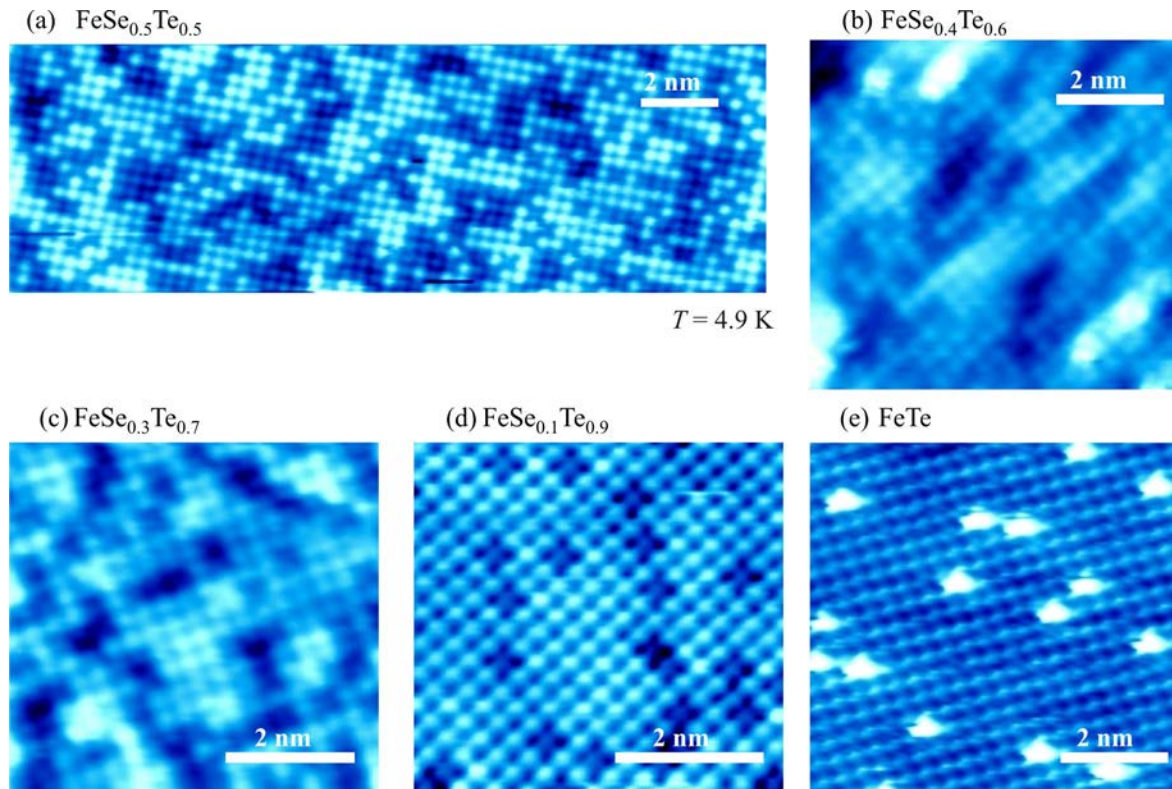 (a) FeSe₀.₅Te₀.₅
2 nm
T = 4.9 K
(b) FeSe₀.₄Te₀.₆
2 nm
(c) FeSe₀.₃Te₀.₇
2 nm
(d) FeSe₀.₁Te₀.₉
2 nm
(e) FeTe
2 nm